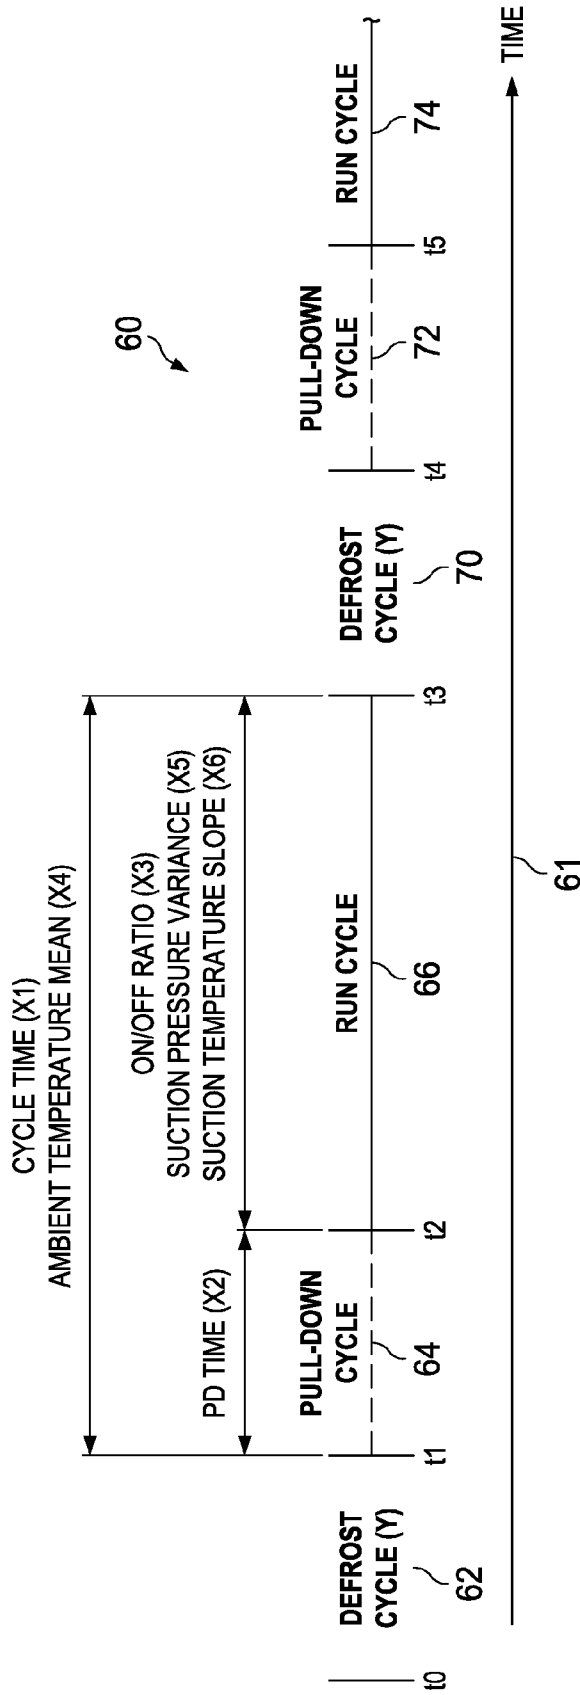 60
CYCLE TIME (X1)
AMBIENT TEMPERATURE MEAN (X4)
ON/OFF RATIO (X3)
SUCTION PRESSURE VARIANCE (X5)
SUCTION TEMPERATURE SLOPE (X6)
PD TIME (X2)
DEFROST
CYCLE (Y)
62
PULL-DOWN
CYCLE
64
RUN CYCLE
66
DEFROST
CYCLE (Y)
70
PULL-DOWN
CYCLE
72
RUN CYCLE
74
t0
t1
t2
t3
t4
t5
61
TIME